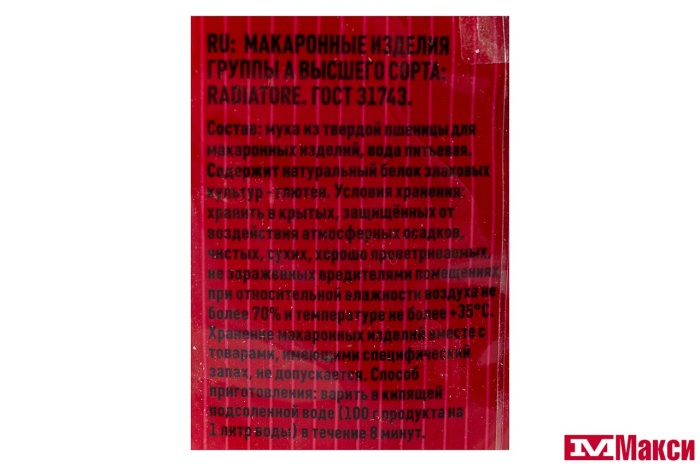 RU: МАКАРОННЫЕ ИЗДЕЛИЯ
ГРУППЫ А ВЫСШЕГО СОРТА:
RADIATORE. ГОСТ 31743.
Состав: мука из твердой пшеницы для
макаронных изделий, вода питьевая.
Содержит натуральный белок злаковых
культур - глютен. Условия хранения:
хранить в крытых, защищённых от
воздействия атмосферных осадков,
чистых, сухих, хорошо проветриваемых,
не заражённых вредителями помещениях
при относительной влажности воздуха не
более 70% и температуре не более +35°С.
Хранение макаронных изделий вместе с
товарами, имеющими специфический
запах, не допускается. Способ
приготовления: варить в кипящей
подсоленной воде (100 г продукта на
1 литр воды) в течение 8 минут.
Макси